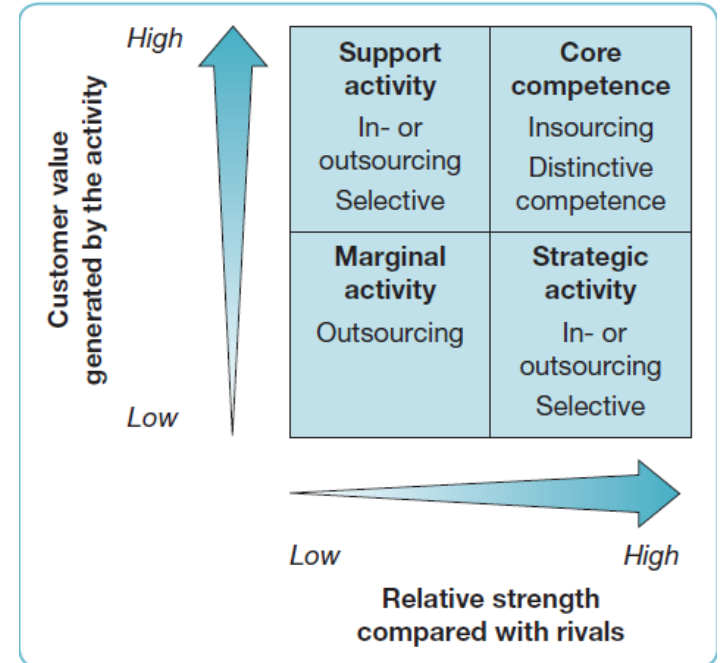 High
Customer value
generated by the activity
Low
Support
activity
In- or
outsourcing
Selective
Core
competence
Insourcing
Distinctive
competence
Marginal
activity
Outsourcing
Strategic
activity
In- or
outsourcing
Selective
Low
High
Relative strength
compared with rivals